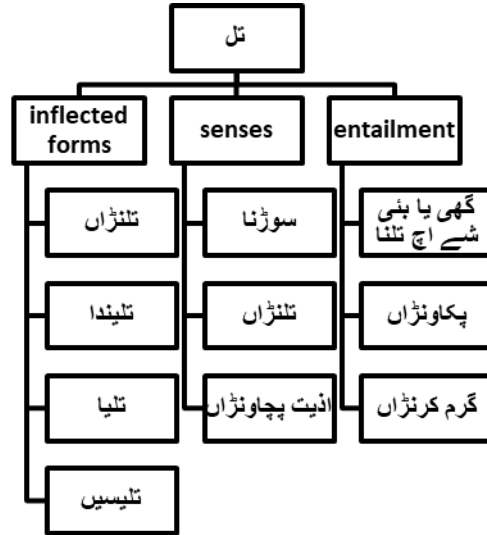 تل
inflected
forms
senses
entailment
تلنڑاں
سوڑنا
گھی یا بئی
شے اچ تلنا
تلیندا
تلنڑاں
پکاونڑاں
تلیا
اذیت پچاونڑاں
گرم کرنڑاں
تلیسیں